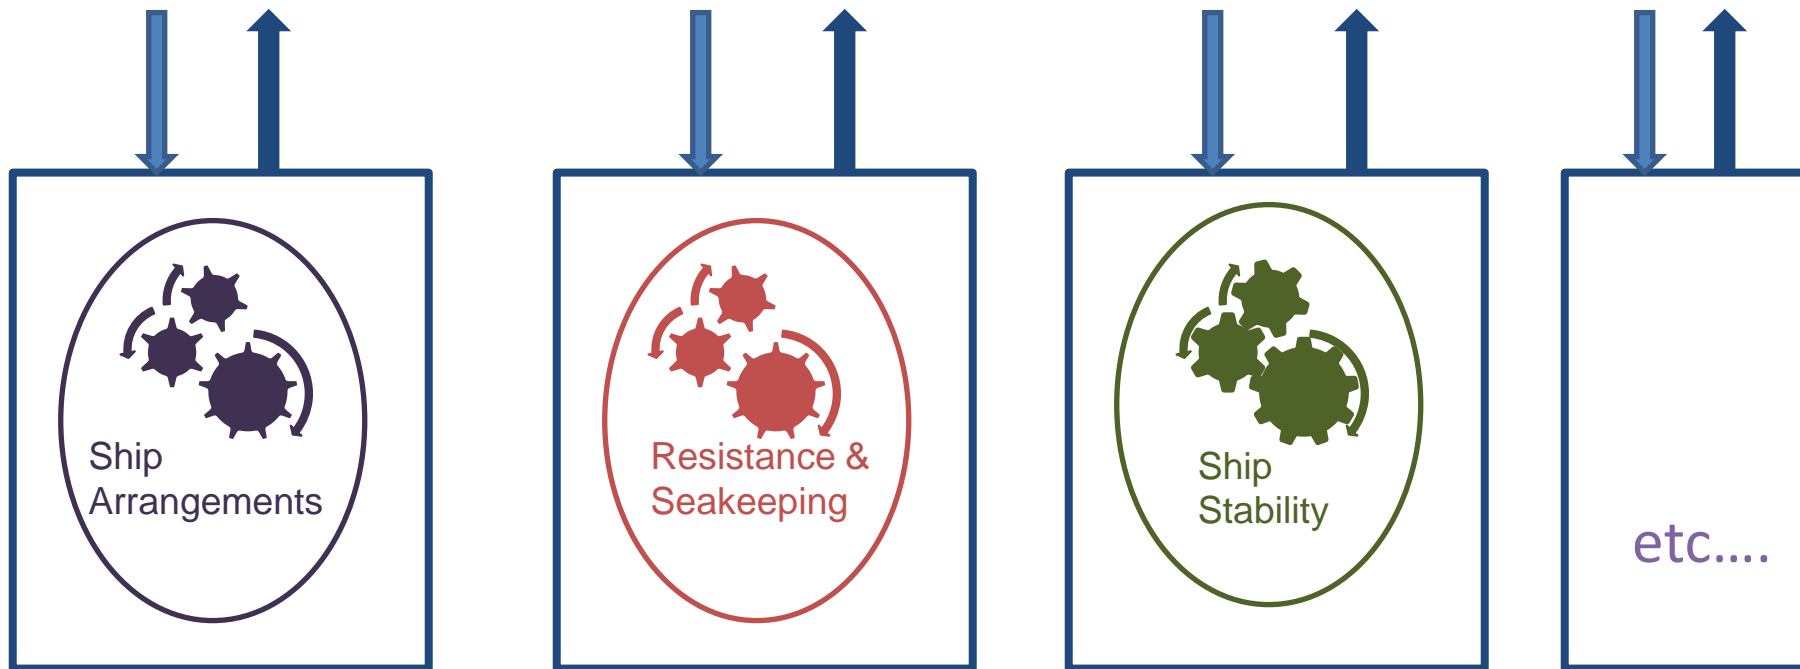 Ship
Arrangements
Resistance &
Seakeeping
Ship
Stability
etc....